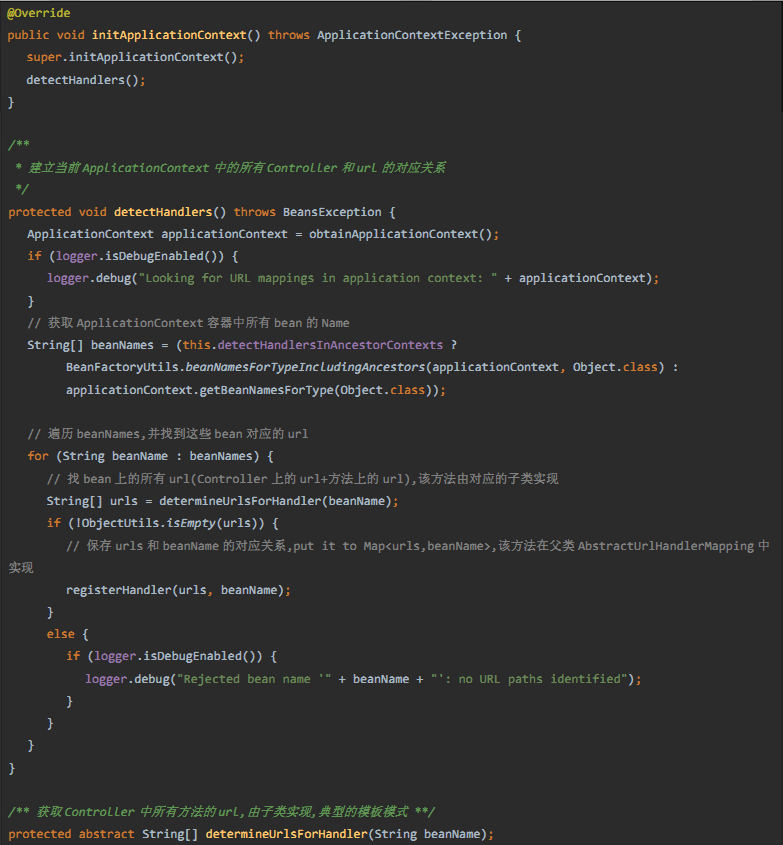 @Override
public void initApplicationContext() throws ApplicationContextException {
super.initApplicationContext();
detectHandlers();
}
/**
* 建立当前 ApplicationContext 中的所有 Controller 和 url 的对应关系
*/
protected void detectHandlers() throws BeansException {
ApplicationContext applicationContext = obtainApplicationContext();
if (logger.isDebugEnabled()) {
logger.debug("Looking for URL mappings in application context: " + applicationContext);
}
// 获取 ApplicationContext 容器中所有 bean 的 Name
String[] beanNames = (this.detectHandlersInAncestorContexts ?
BeanFactoryUtils.beanNamesForTypeIncludingAncestors(applicationContext, Object.class) :
applicationContext.getBeanNamesForType(Object.class));
// 遍历 beanNames,并找到这些 bean 对应的 url
for (String beanName : beanNames) {
// 找 bean 上的所有 url(Controller 上的 url+方法上的 url),该方法由对应的子类实现
String[] urls = determineUrlsForHandler(beanName);
if (!ObjectUtils.isEmpty(urls)) {
// 保存 urls 和 beanName 的对应关系,put it to Map<urls,beanName>,该方法在父类 AbstractUrlHandlerMapping 中
实现
registerHandler(urls, beanName);
}
else {
if (logger.isDebugEnabled()) {
logger.debug("Rejected bean name '" + beanName + "': no URL paths identified");
}
}
}
}
/** 获取 Controller 中所有方法的 url,由子类实现,典型的模板模式 **/
protected abstract String[] determineUrlsForHandler(String beanName);